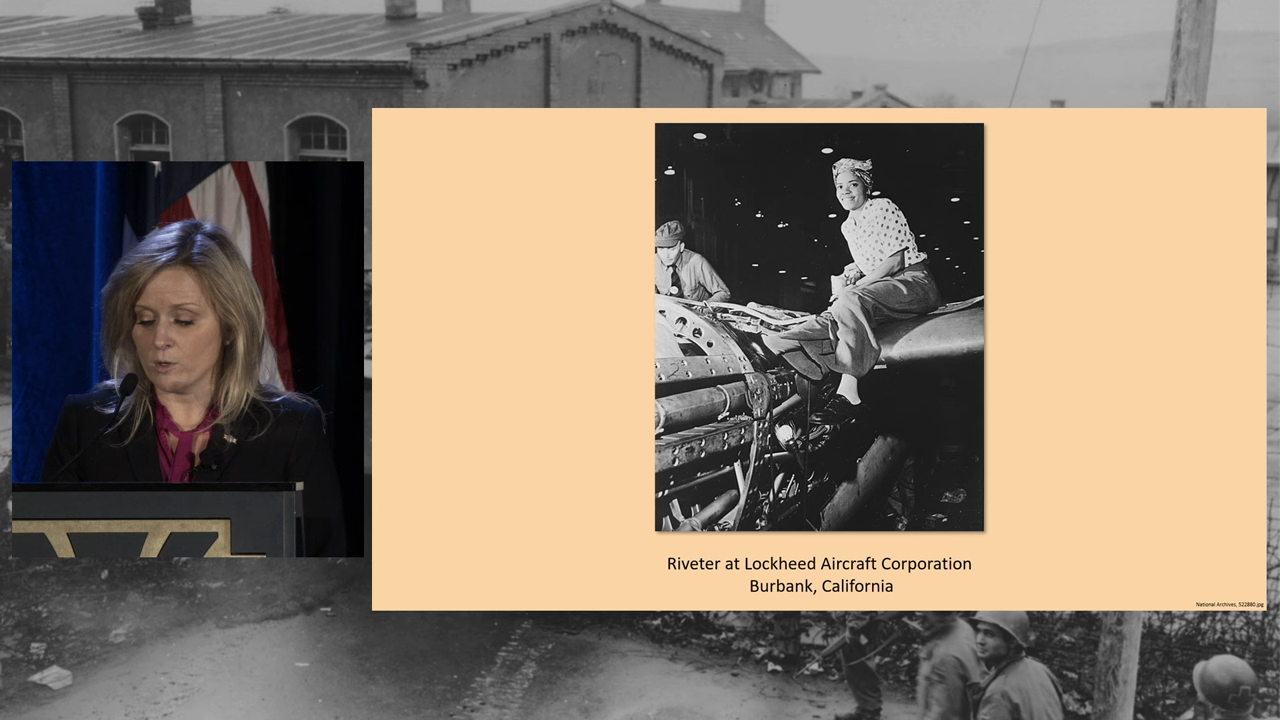 Riveter at Lockheed Aircraft Corporation
Burbank, California
National Archives, 522880.jpg